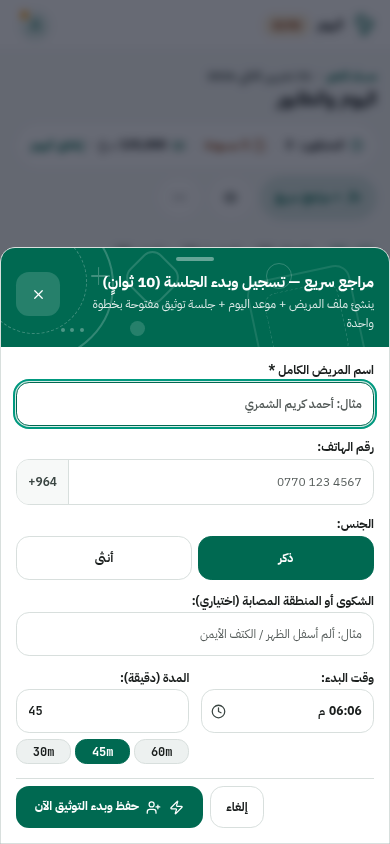 مراجع سريع — تسجيل وبدء الجلسة (10 ثوانٍ)
ينشئ ملف المريض + موعد اليوم + جلسة توثيق مفتوحة بخطوة
واحدة
اسم المريض الكامل *
مثال: أحمد كريم الشمري
رقم الهاتف:
+964 0770 123 4567
الجنس:
ذكر أنثى
الشكوى أو المنطقة المصابة (اختياري):
مثال: ألم أسفل الظهر / الكتف الأيمن
وقت البدء: المدة (دقيقة):
06:06 م 45
30m 45m 60m
إلغاء حفظ وبدء التوثيق الآن